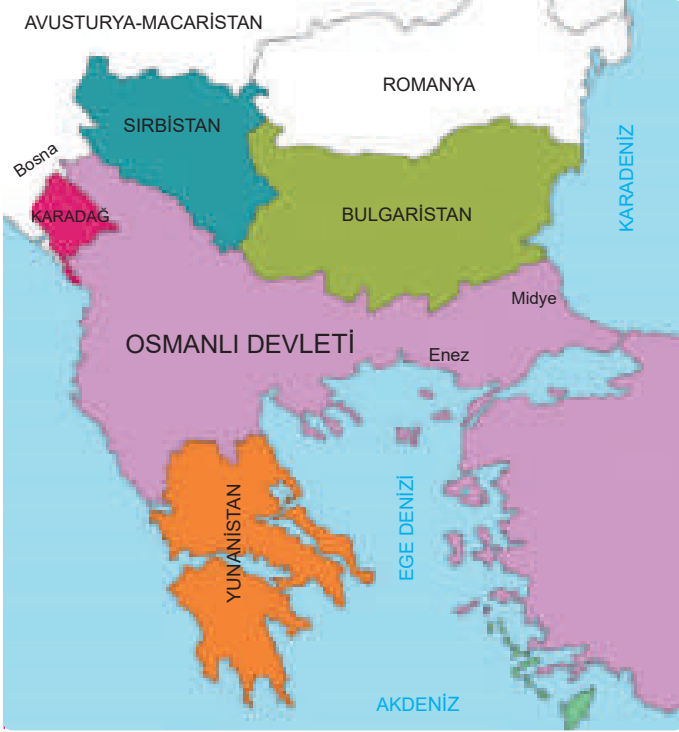 AVUSTURYA-MACARİSTAN
ROMANYA
SIRBİSTAN
Bosna
KARADAĞ
BULGARİSTAN
KARADENİZ
Midye
OSMANLI DEVLETİ
Enez
YUNANİSTAN
EGE DENİZİ
AKDENİZ